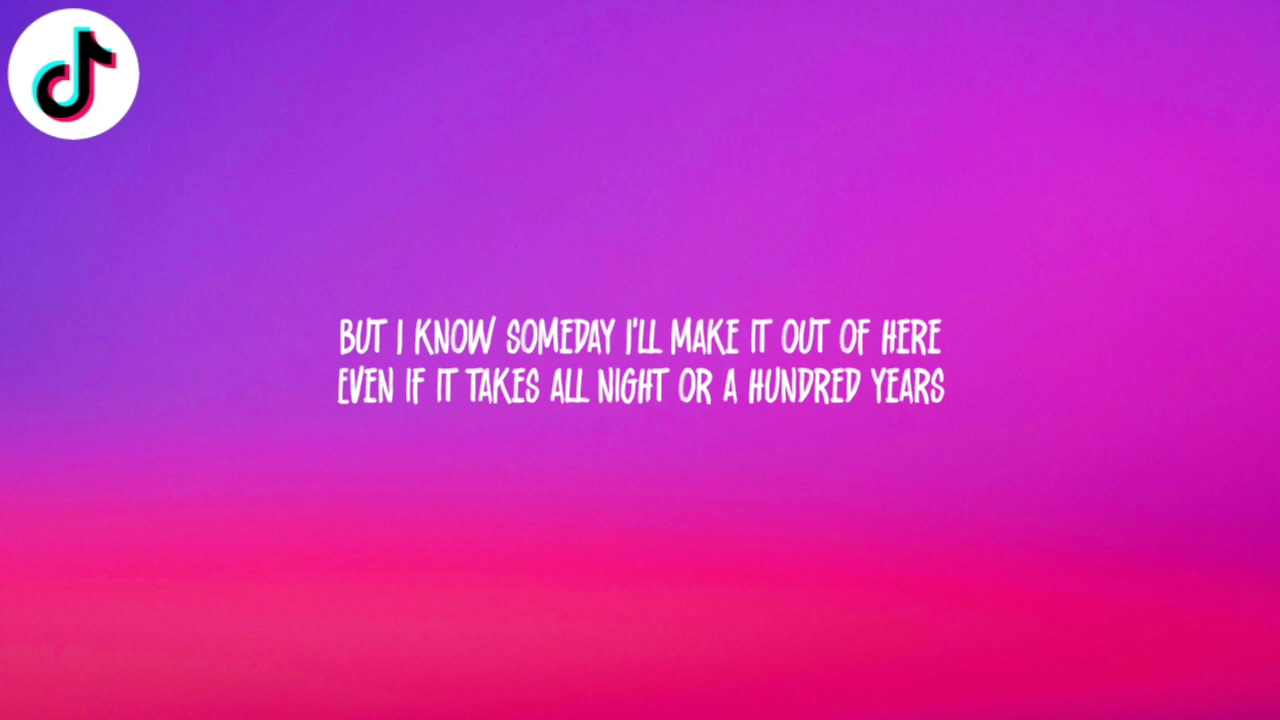 BUT I KNOW SOMEDAY I'LL MAKE IT OUT OF HERE
EVEN IF IT TAKES ALL NIGHT OR A HUNDRED YEARS